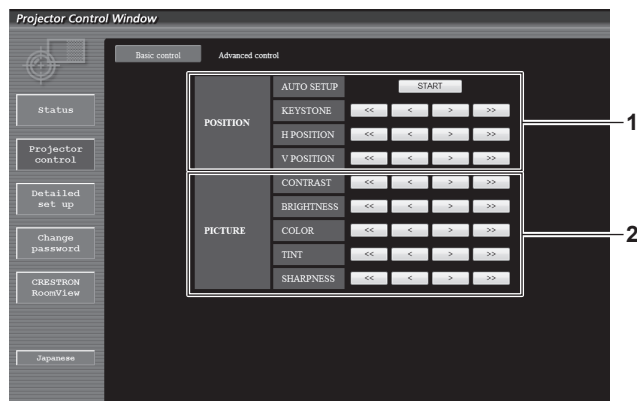 Projector Control Window
Basic control Advanced control
Status
Projector
control
Detailed
set up
Change
password
CRESTRON
RoomView
Japanese
POSITION
AUTO SETUP START
KEYSTONE << < > >>
H POSITION << < > >>
V POSITION << < > >>
1
PICTURE
CONTRAST << < > >>
BRIGHTNESS << < > >>
COLOR << < > >>
TINT << < > >>
SHARPNESS << < > >>
2